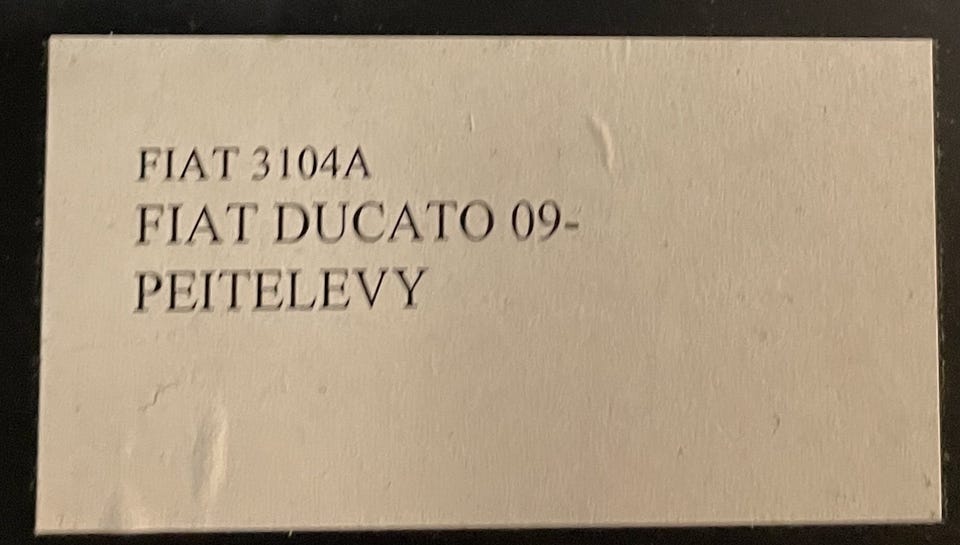 FIAT 3104A
FIAT DUCATO 09-
PEITELEVY